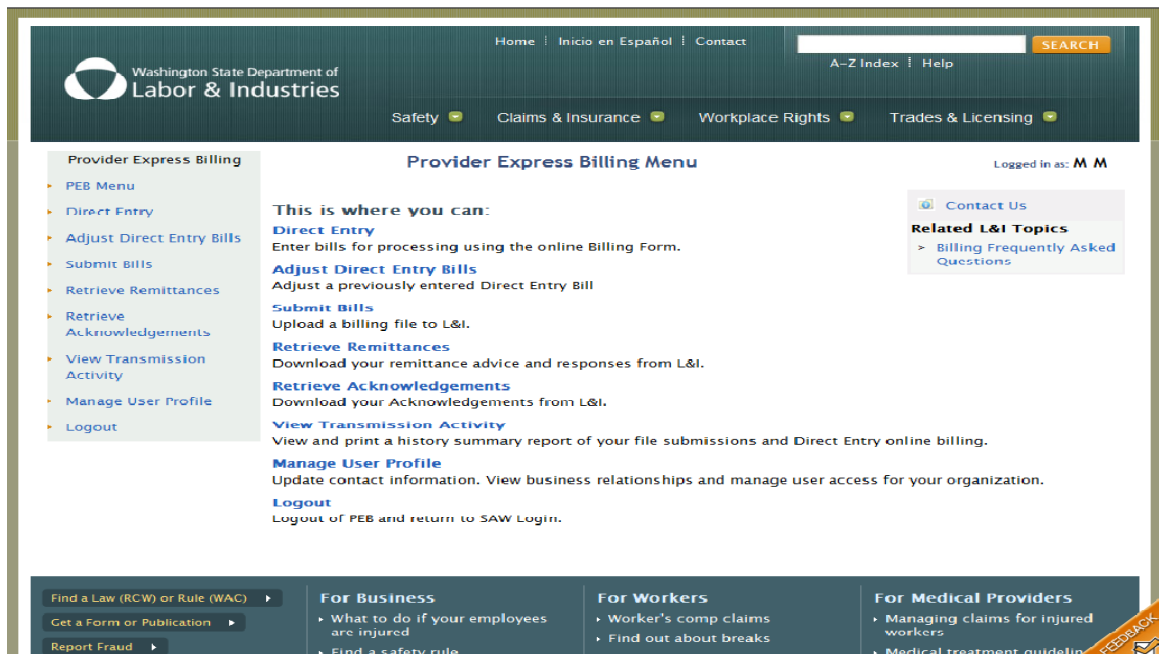 Home Inicio en Español Contact
SEARCH
A-Z Index Help
Washington State Department of
Labor & Industries
Safety Claims & Insurance Workplace Rights Trades & Licensing
Provider Express Billing
PEB Menu
Direct Entry
Adjust Direct Entry Bills
Submit Bills
Retrieve Remittances
Retrieve
Acknowledgements
View Transmission
Activity
Manage User Profile
Logout
Provider Express Billing Menu
Logged in as: M M
This is where you can:
Direct Entry
Enter bills for processing using the online Billing Form.
Adjust Direct Entry Bills
Adjust a previously entered Direct Entry Bill
Submit Bills
Upload a billing file to L&I.
Retrieve Remittances
Download your remittance advice and responses from L&I.
Retrieve Acknowledgements
Download your Acknowledgements from L&I.
View Transmission Activity
View and print a history summary report of your file submissions and Direct Entry online billing.
Manage User Profile
Update contact information. View business relationships and manage user access for your organization.
Logout
Logout of PEB and return to SAW Login.
Contact Us
Related L&I Topics
> Billing Frequently Asked
Questions
Find a Law (RCW) or Rule (WAC)
Get a Form or Publication
Report Fraud
For Business
What to do if your employees
are injured
Find a safety rule
For Workers
Worker's comp claims
Find out about breaks
For Medical Providers
Managing claims for injured
workers
Medical treatment
FEEDBACK